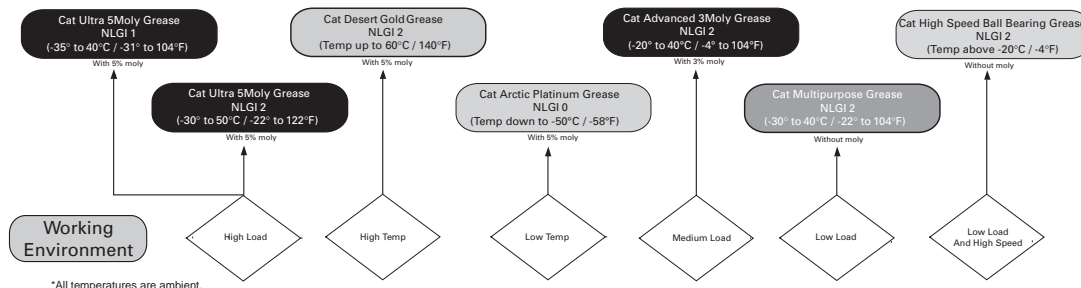 Cat Ultra 5Moly Grease
NLGI 1
(-35° to 40°C / -31° to 104°F)
With 5% moly
Cat Desert Gold Grease
NLGI 2
(Temp up to 60°C / 140°F)
With 5% moly
Cat Advanced 3Moly Grease
NLGI 2
(-20° to 40°C / -4° to 104°F)
With 3% moly
Cat High Speed Ball Bearing Grease
NLGI 2
(Temp above -20°C / -4°F)
Without moly
Cat Ultra 5Moly Grease
NLGI 2
(-30° to 50°C / -22° to 122°F)
With 5% moly
Cat Arctic Platinum Grease
NLGI 0
(Temp down to -50°C / -58°F)
With 5% moly
Cat Multipurpose Grease
NLGI 2
(-30° to 40°C / -22° to 104°F)
Without moly
Working
Environment
High Load
High Temp
Low Temp
Medium Load
Low Load
Low Load
And High Speed
*All temperatures are ambient.